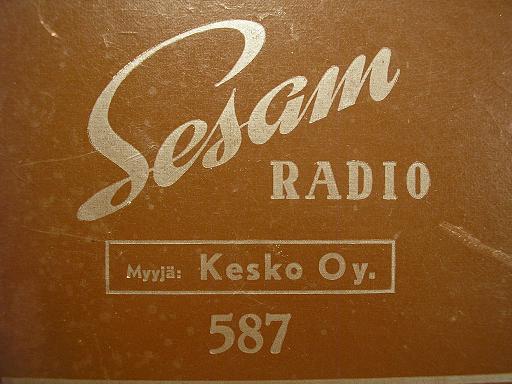 Sesam
RADIO
Myyjä: Kesko Oy.
587